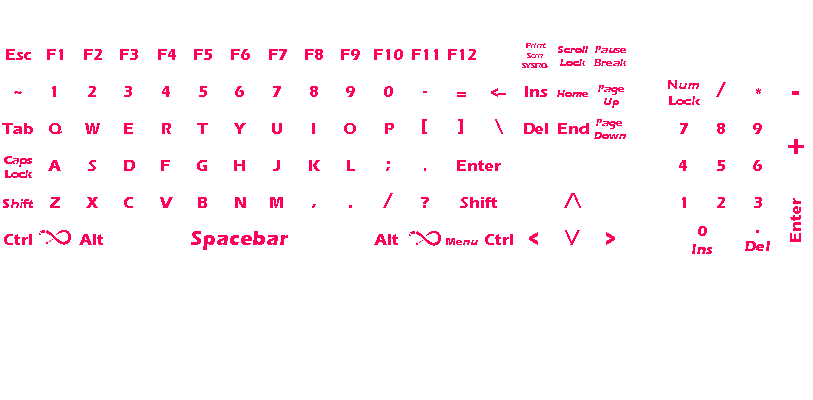 Esc F1 F2 F3 F4 F5 F6 F7 F8 F9 F10 F11 F12 Print Scrn SYSRQ Scroll Lock Pause Break
~ 1 2 3 4 5 6 7 8 9 0 - = <- Ins Home Page Up Num Lock / * -
Tab Q W E R T Y U I O P [ ] \ Del End Page Down 7 8 9 +
Caps Lock A S D F G H J K L ; . Enter 4 5 6
Shift Z X C V B N M , . / ? Shift /\ 1 2 3 Enter
Ctrl Alt Spacebar Alt Menu Ctrl < \/ > 0 Ins . Del